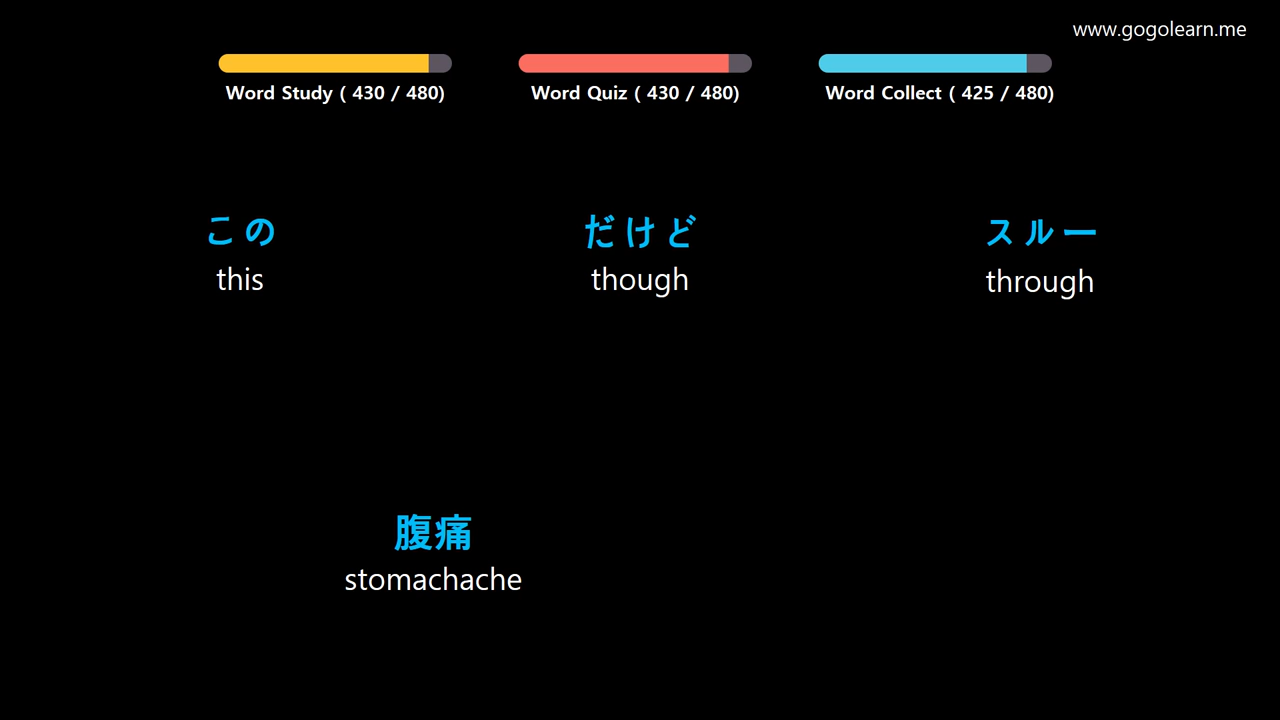 www.gogolearn.me
Word Study ( 430 / 480)
Word Quiz ( 430 / 480)
Word Collect ( 425 / 480)
この
this
だけど
though
スルー
through
腹痛
stomachache